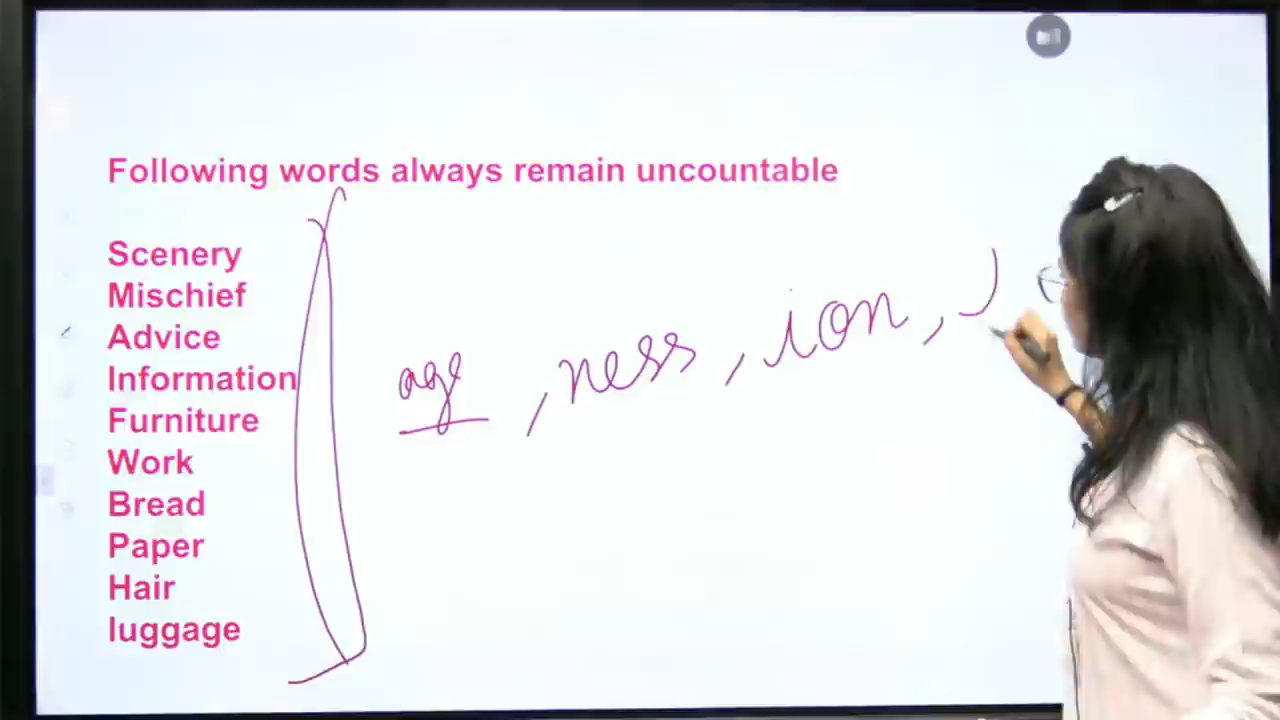 Following words always remain uncountable
Scenery
Mischief
Advice
Information
Furniture
Work
Bread
Paper
Hair
luggage
age , ness , ion ,